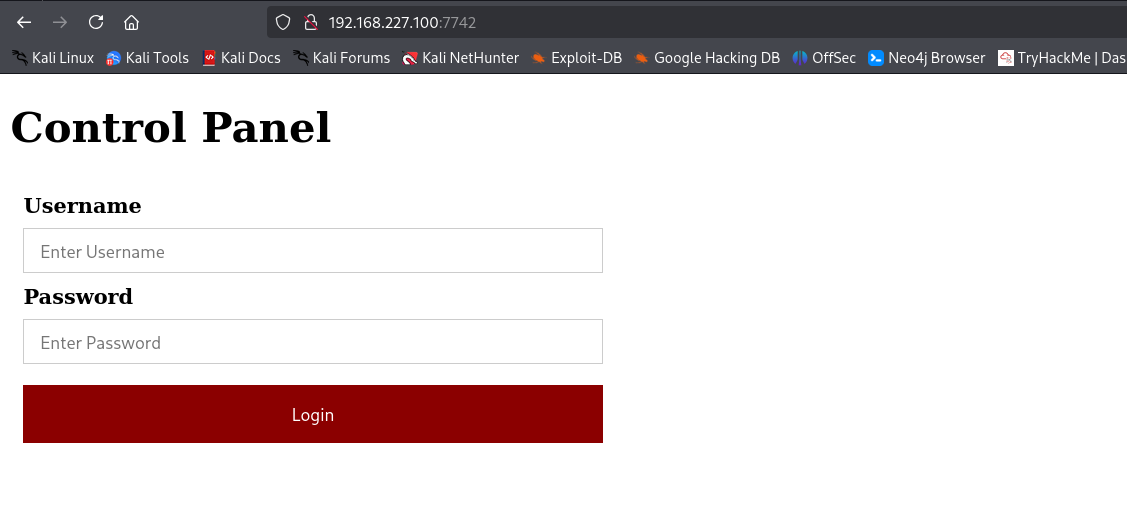 192.168.227.100:7742
Kali Linux Kali Tools Kali Docs Kali Forums Kali NetHunter Exploit-DB Google Hacking DB OffSec Neo4j Browser TryHackMe | Das
Control Panel
Username
Enter Username
Password
Enter Password
Login